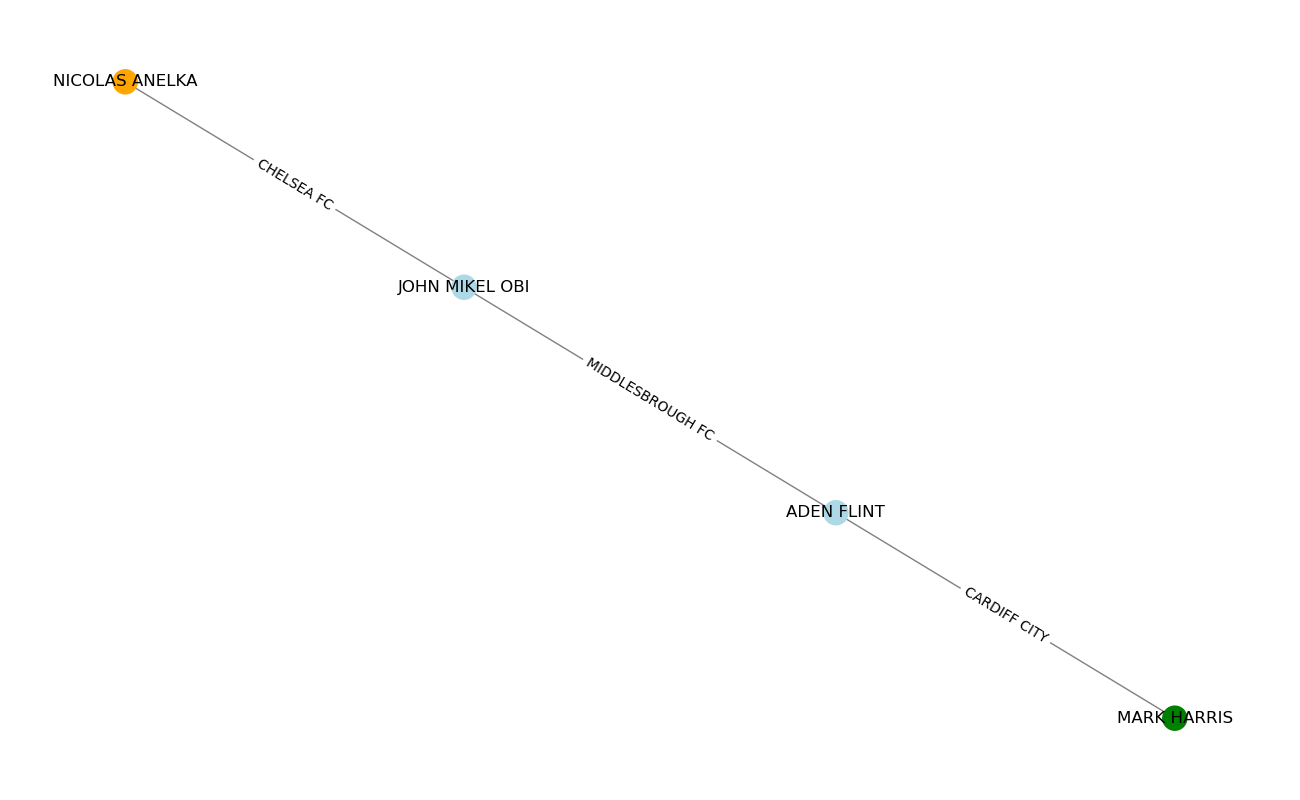 NICOLAS ANELKA
CHELSEA FC
JOHN MIKEL OBI
MIDDLESBROUGH FC
ADEN FLINT
CARDIFF CITY
MARK HARRIS